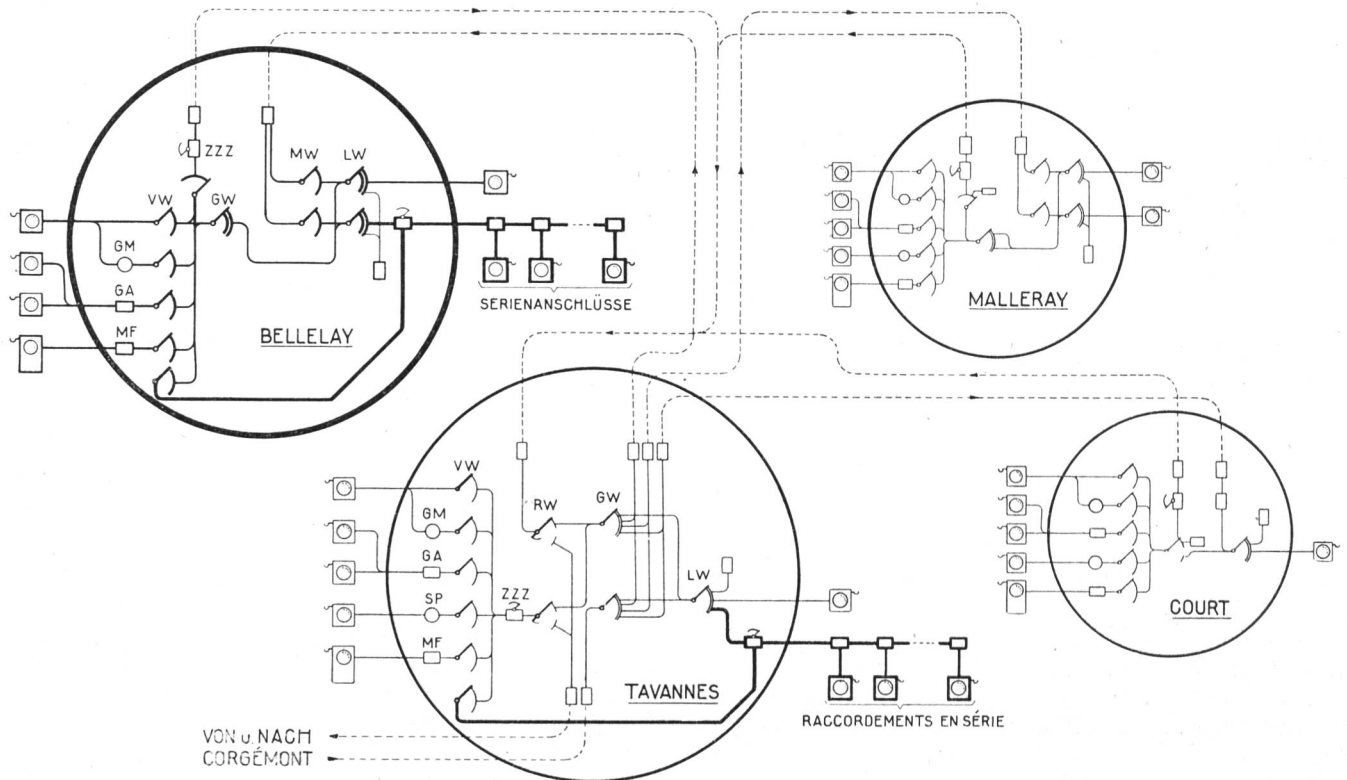 ZZZ
MW
LW
VW
GW
GM
GA
MF
SERIENANSCHLÜSSE
BELLELAY
MALLERAY
VW
RW
GW
GM
GA
ZZZ
LW
SP
MF
COURT
TAVANNES
RACCORDEMENTS EN SÉRIE
VON u. NACH
CORGÉMONT